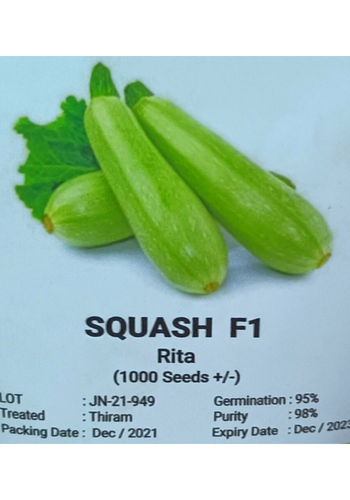 SQUASH F1
Rita
(1000 Seeds +/-)
LOT : JN-21-949 Germination : 95%
Treated : Thiram Purity : 98%
Packing Date : Dec / 2021 Expiry Date : Dec / 2023